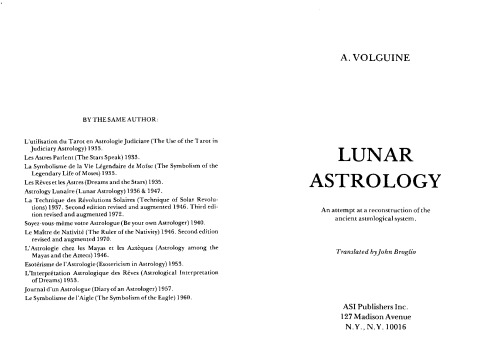 BY THE SAME AUTHOR:
L'utilisation du Tarot en Astrologie Judiciare (The Use of the Tarot in
Judiciary Astrology) 1933.
Les Astres Parlent (The Stars Speak) 1933.
La Symbolisme de la Vie Légendaire de Moïse (The Symbolism of the
Legendary Life of Moses) 1933.
Les Rêves et les Astres (Dreams and the Stars) 1935.
Astrology Lunaire (Lunar Astrology) 1936 & 1947.
La Technique des Révolutions Solaires (Technique of Solar Revolu-
tions) 1937. Second edition revised and augmented 1946. Third edi-
tion revised and augmented 1972.
Soyez-vous même votre Astrologue (Be your own Astrologer) 1940.
Le Maître de Nativité (The Ruler of the Nativity) 1946. Second edition
revised and augmented 1970.
L'Astrologie chez les Mayas et les Aztèques (Astrology among the
Mayas and the Aztecs) 1946.
Esotérisme de l'Astrologie (Esotericism in Astrology) 1953.
L'Interprétation Astrologique des Rêves (Astrological Interpretation
of Dreams) 1953.
Journal d'un Astrologue (Diary of an Astrologer) 1957.
Le Symbolisme de l'Aigle (The Symbolism of the Eagle) 1960.
A. VOLGUINE
LUNAR
ASTROLOGY
An attempt at a reconstruction of the
ancient astrological system.
Translated by John Broglio
ASI Publishers Inc.
127 Madison Avenue
N.Y., N.Y. 10016